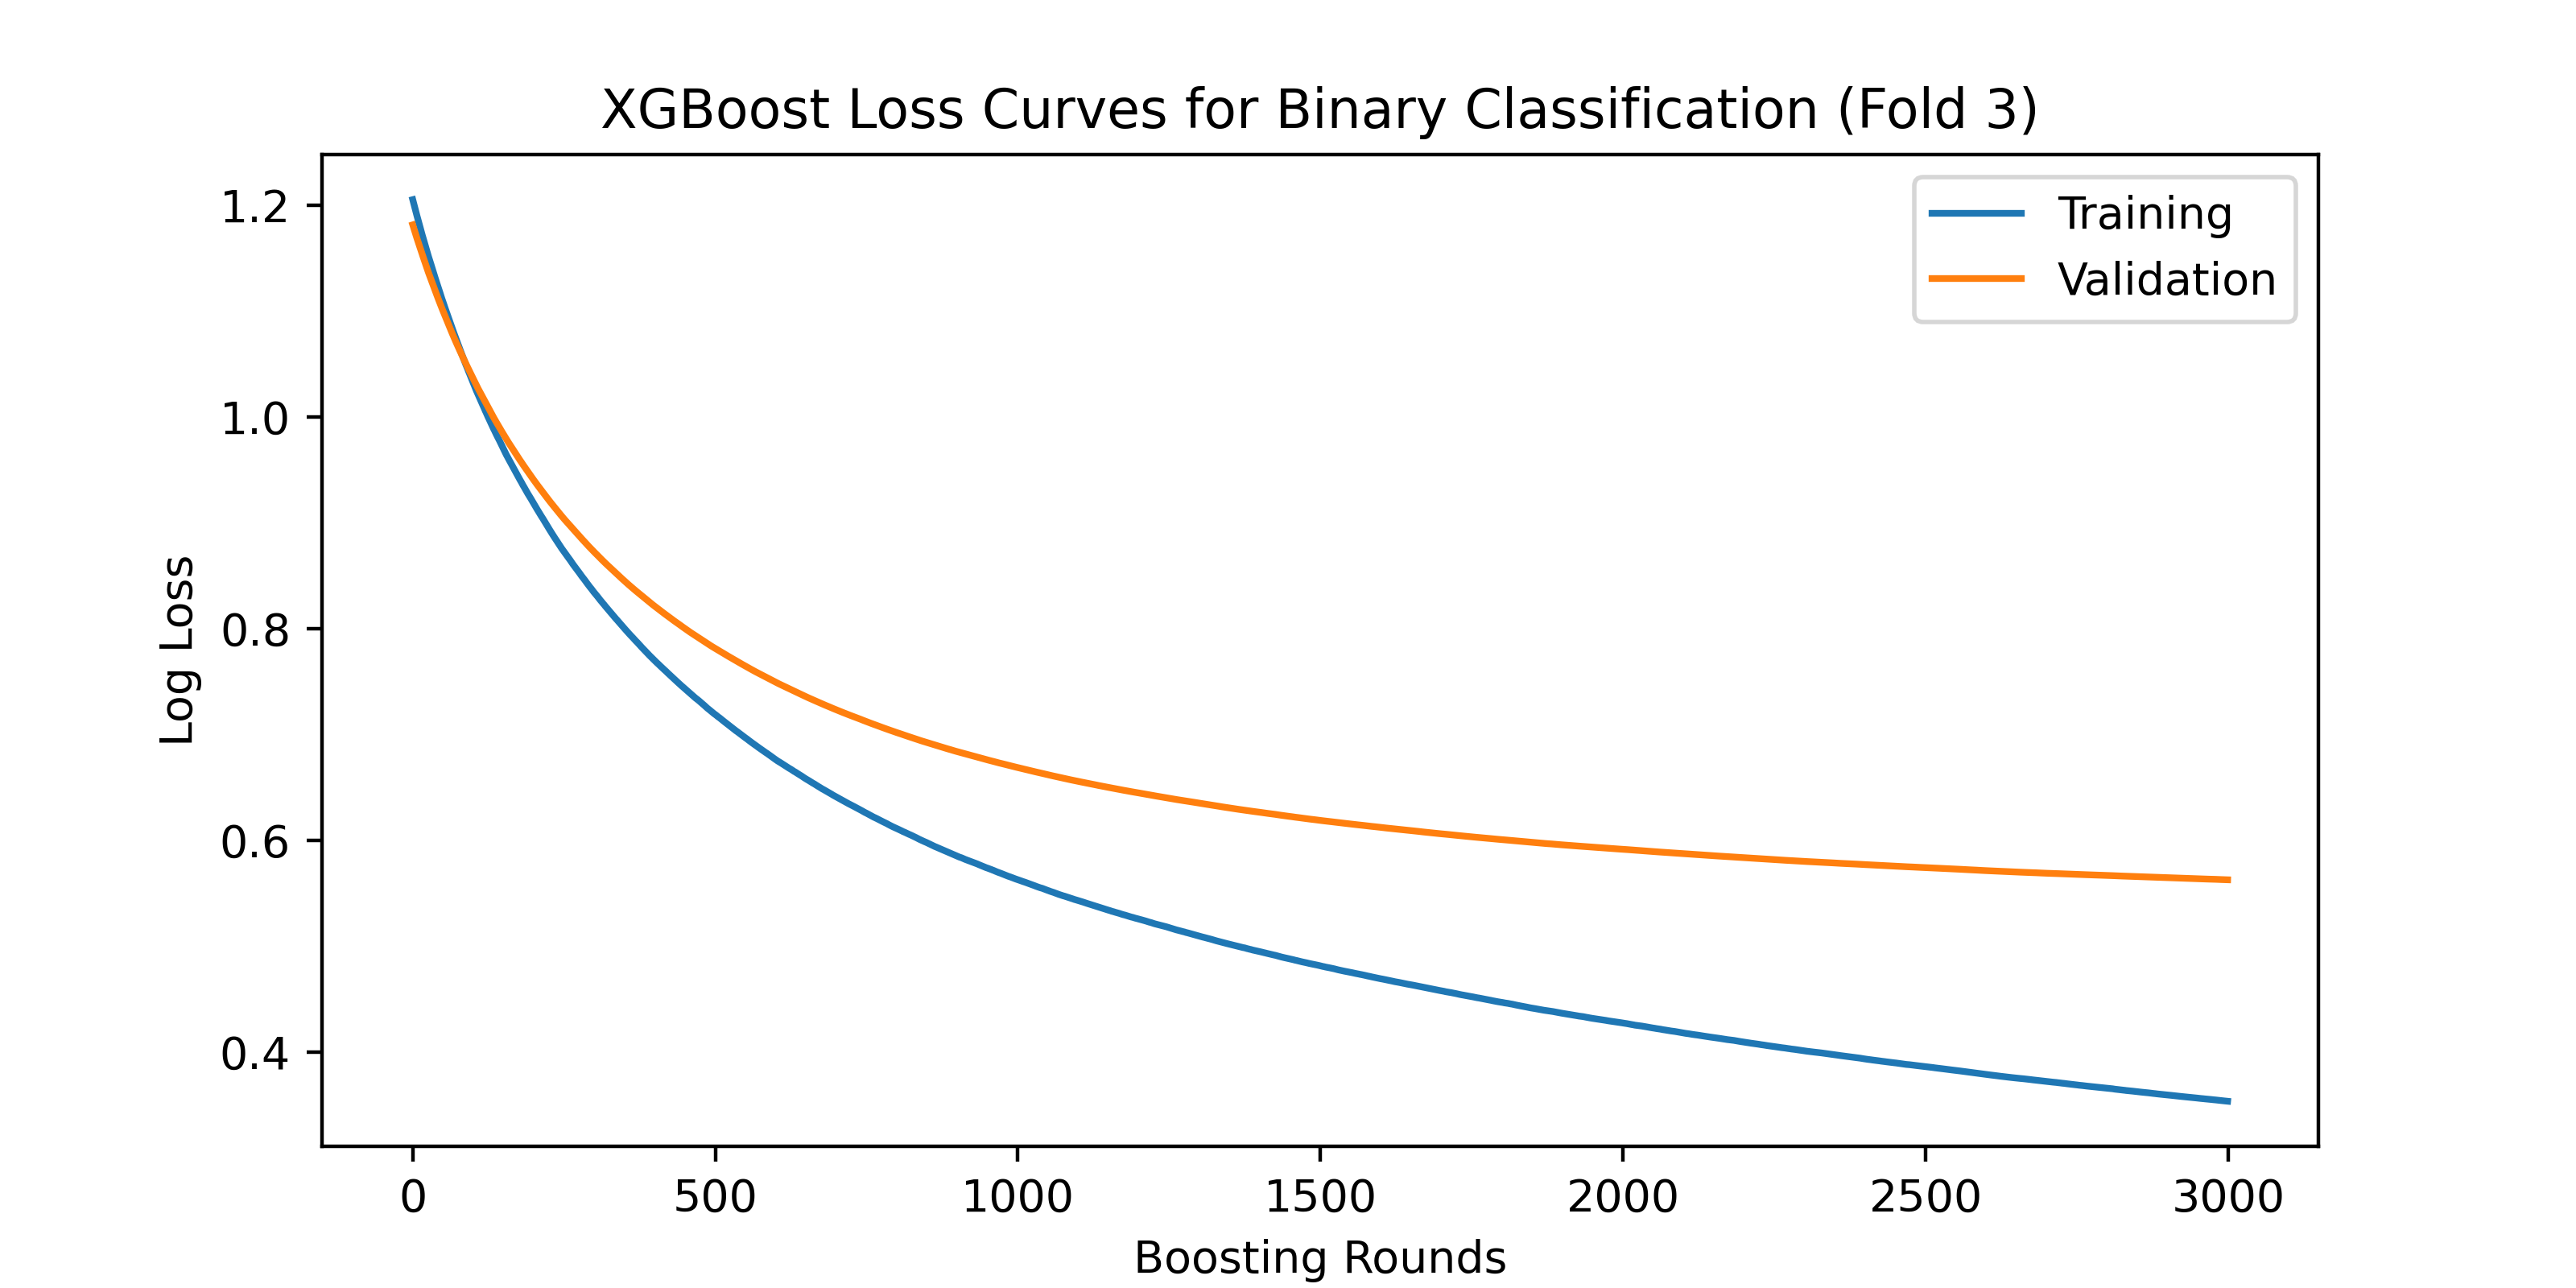 XGBoost Loss Curves for Binary Classification (Fold 3)
Training
Validation
Log Loss
1.2
1.0
0.8
0.6
0.4
0 500 1000 1500 2000 2500 3000
Boosting Rounds